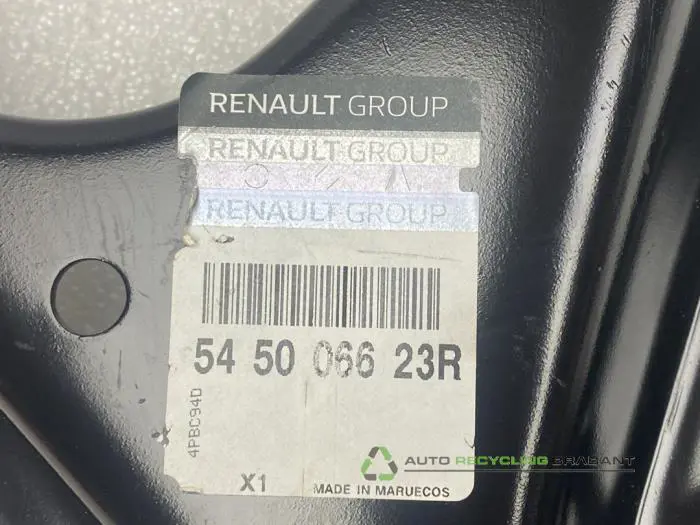 RENAULT GROUP
RENAULT GROUP
RENAULT GROUP
54 50 066 23R
4PBC94D
X1 MADE IN MARUECOS
AUTO RECYCLING BRABANT